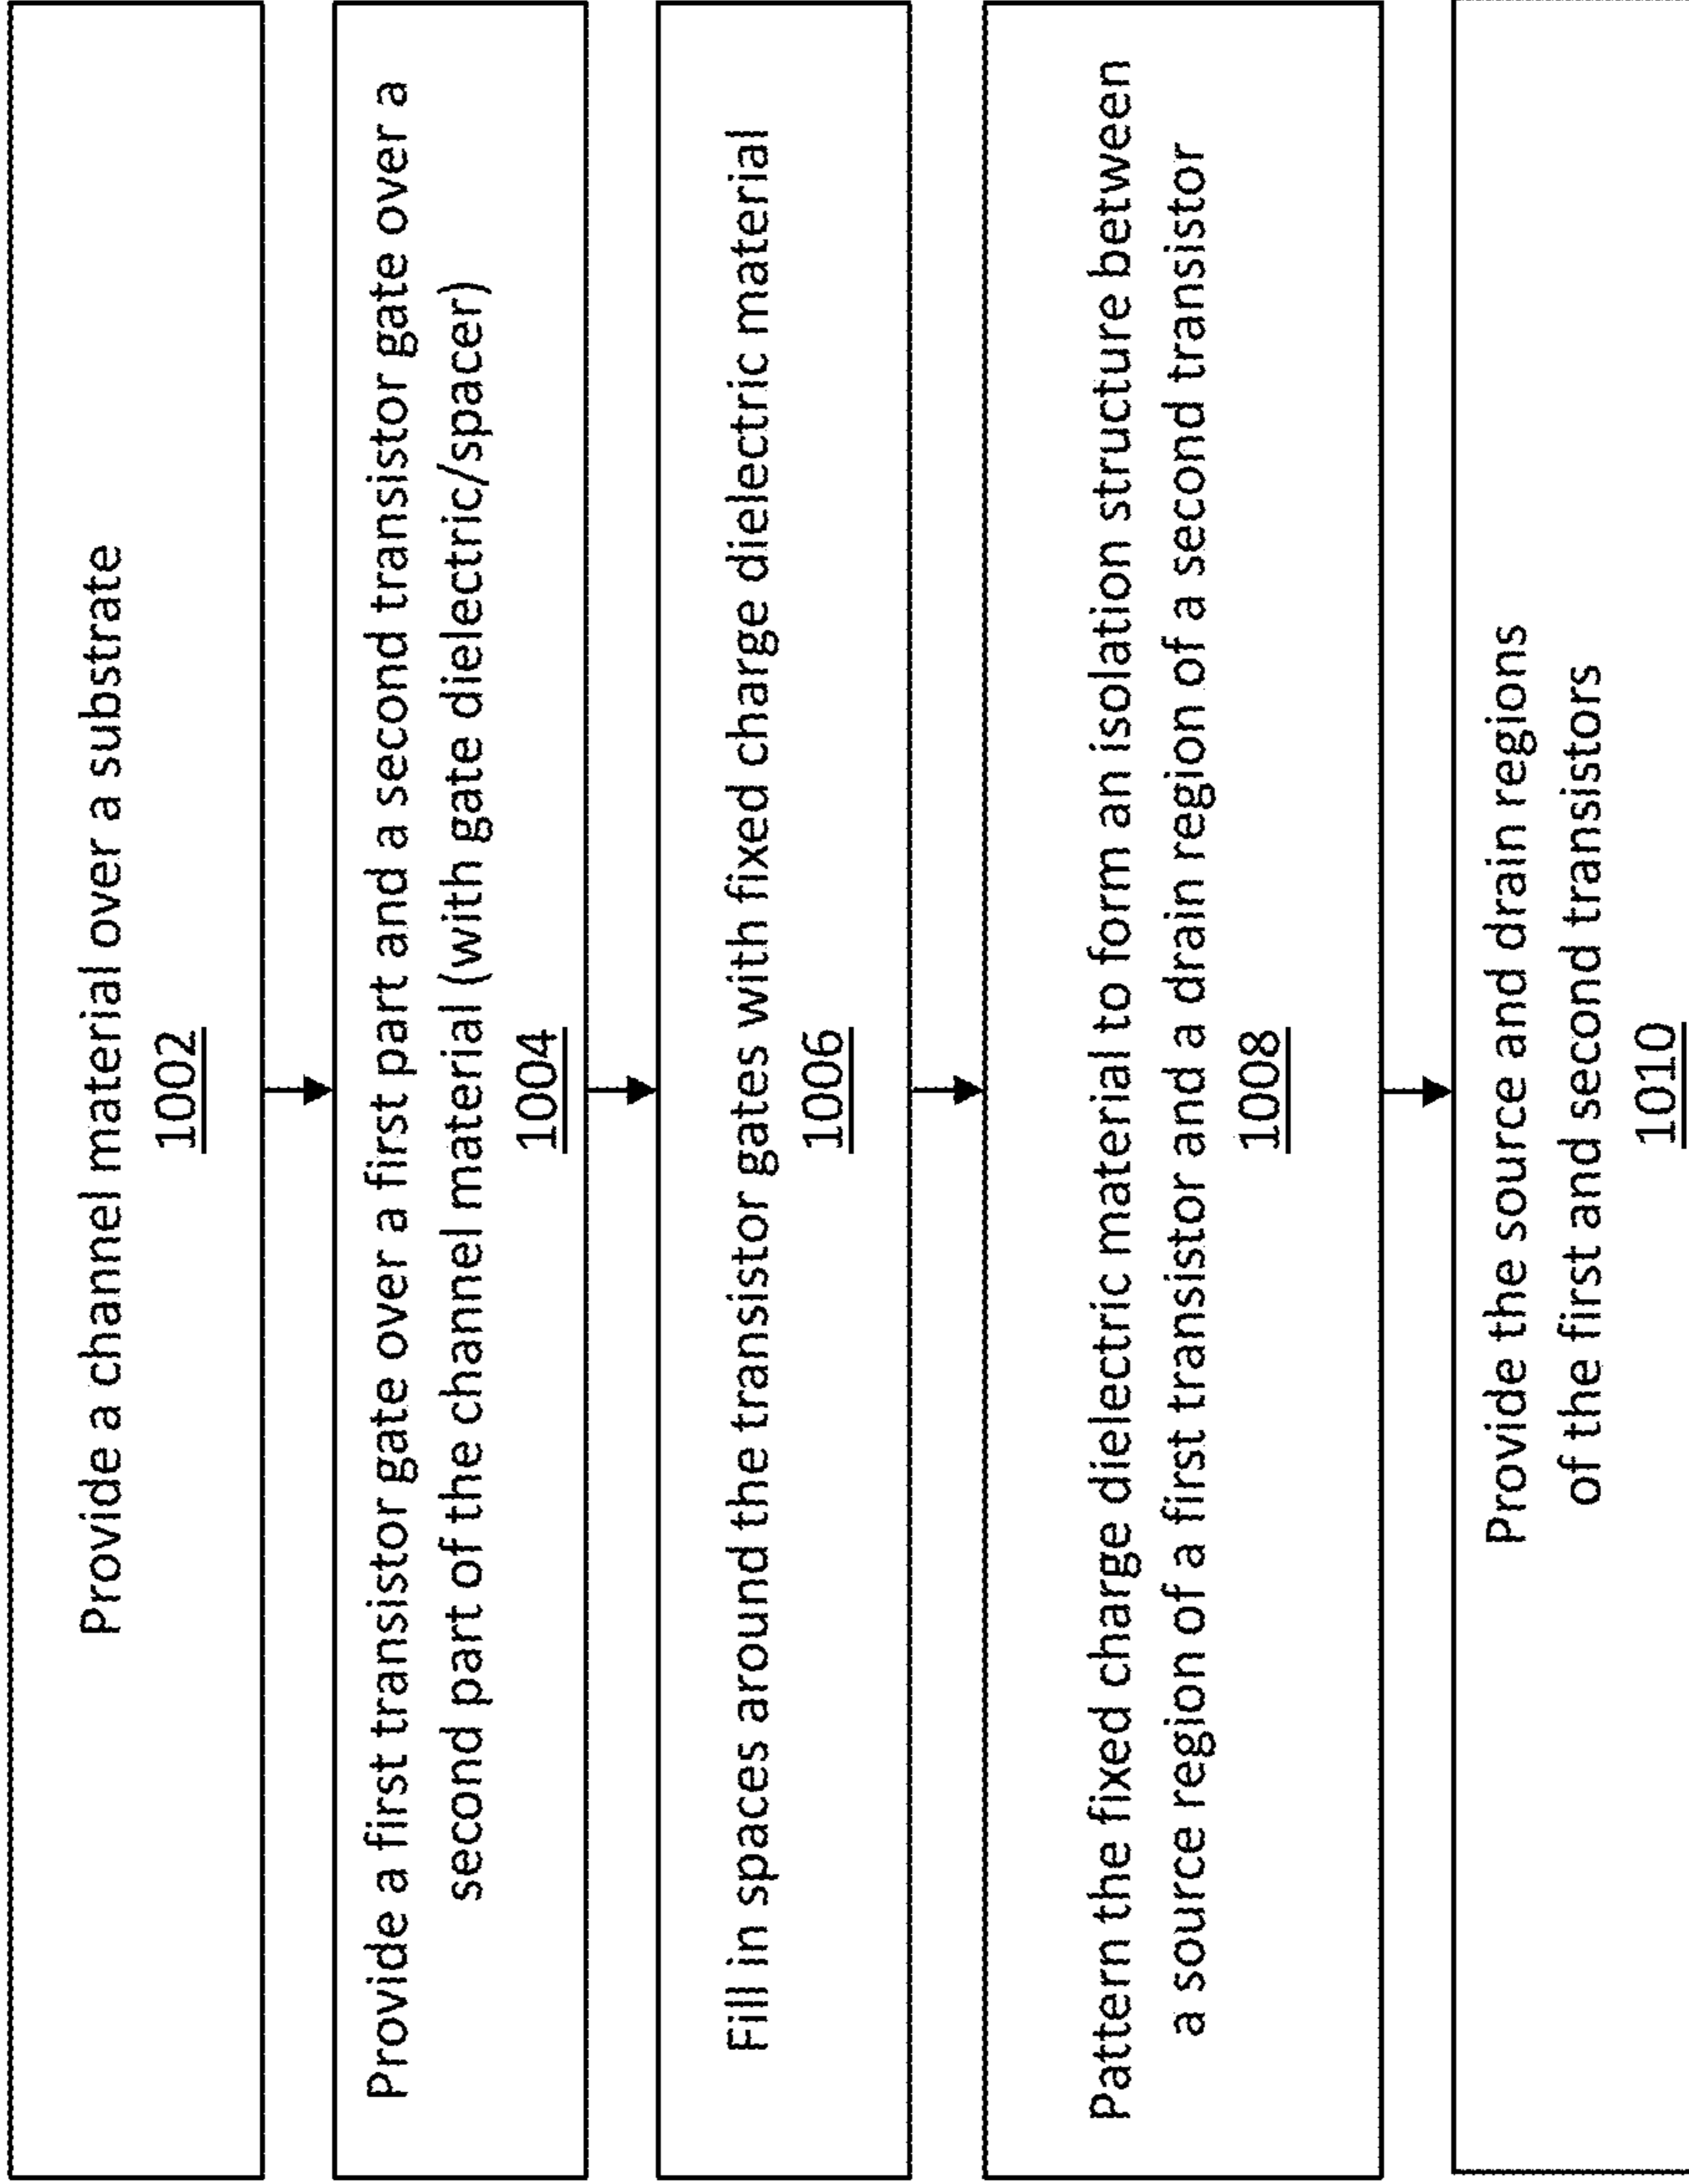 Provide a channel material over a substrate
1002
Provide a first transistor gate over a first part and a second transistor gate over a
second part of the channel material (with gate dielectric/spacer)
1004
Fill in spaces around the transistor gates with fixed charge dielectric material
1006
Pattern the fixed charge dielectric material to form an isolation structure between
a source region of a first transistor and a drain region of a second transistor
1008
Provide the source and drain regions
of the first and second transistors
1010